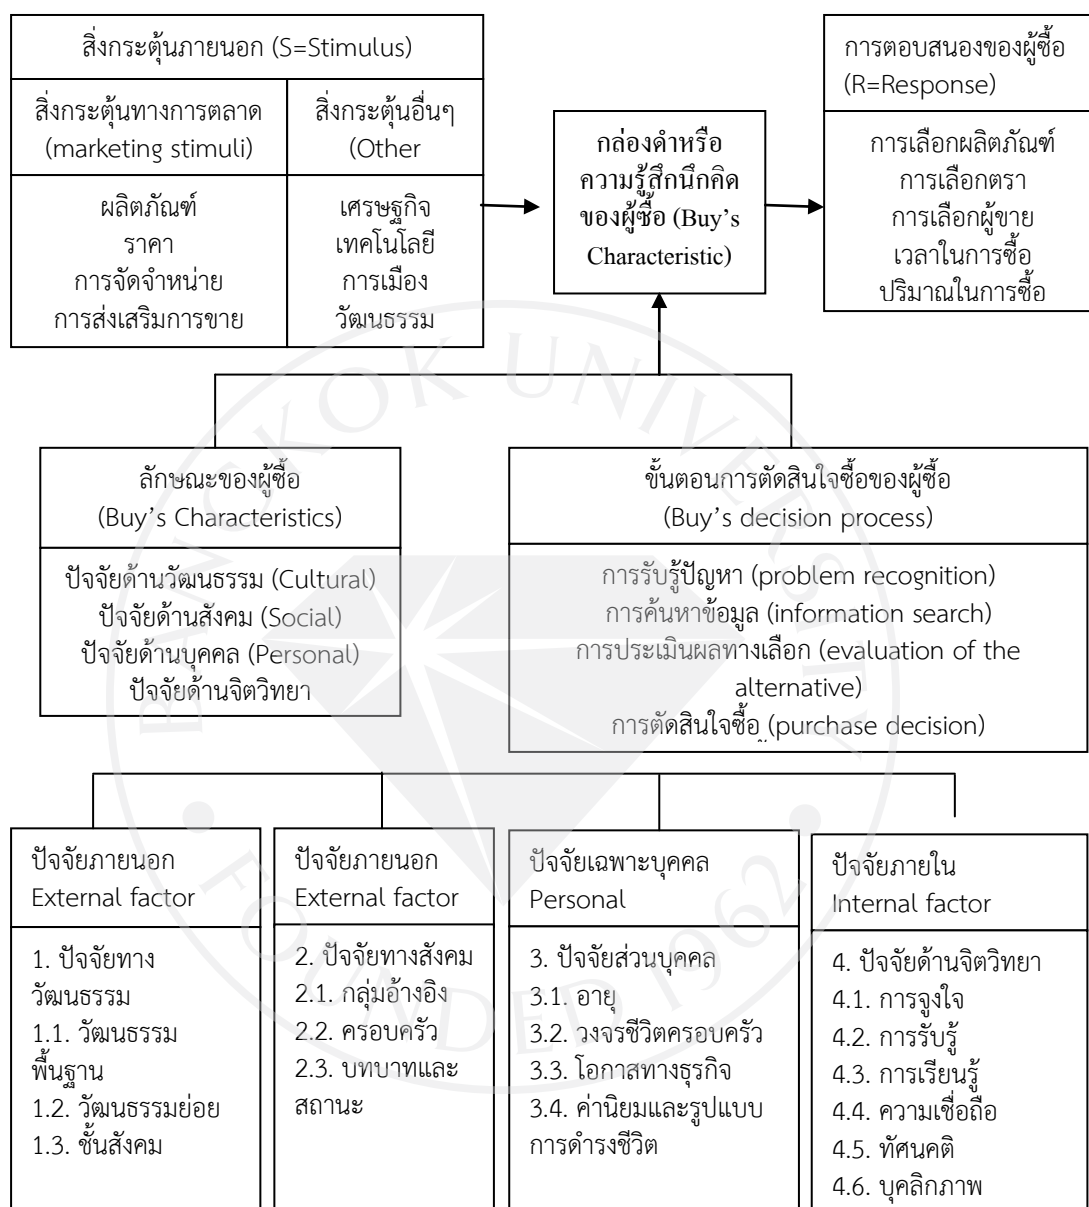 สิ่งกระตุ้นภายนอก (S=Stimulus)
สิ่งกระตุ้นทางการตลาด
(marketing stimuli)
สิ่งกระตุ้นอื่นๆ
(Other
ผลิตภัณฑ์
ราคา
การจัดจำหน่าย
การส่งเสริมการขาย
เศรษฐกิจ
เทคโนโลยี
การเมือง
วัฒนธรรม
กล่องดำหรือ
ความรู้สึกนึกคิด
ของผู้ซื้อ (Buy’s
Characteristic)
การตอบสนองของผู้ซื้อ
(R=Response)
การเลือกผลิตภัณฑ์
การเลือกตรา
การเลือกผู้ขาย
เวลาในการซื้อ
ปริมาณในการซื้อ
ลักษณะของผู้ซื้อ
(Buy’s Characteristics)
ปัจจัยด้านวัฒนธรรม (Cultural)
ปัจจัยด้านสังคม (Social)
ปัจจัยด้านบุคคล (Personal)
ปัจจัยด้านจิตวิทยา
ขั้นตอนการตัดสินใจซื้อของผู้ซื้อ
(Buy’s decision process)
การรับรู้ปัญหา (problem recognition)
การค้นหาข้อมูล (information search)
การประเมินผลทางเลือก (evaluation of the
alternative)
การตัดสินใจซื้อ (purchase decision)
ปัจจัยภายนอก
External factor
1. ปัจจัยทาง
วัฒนธรรม
1.1. วัฒนธรรม
พื้นฐาน
1.2. วัฒนธรรมย่อย
1.3. ชั้นสังคม
ปัจจัยภายนอก
External factor
2. ปัจจัยทางสังคม
2.1. กลุ่มอ้างอิง
2.2. ครอบครัว
2.3. บทบาทและ
สถานะ
ปัจจัยเฉพาะบุคคล
Personal
3. ปัจจัยส่วนบุคคล
3.1. อายุ
3.2. วงจรชีวิตครอบครัว
3.3. โอกาสทางธุรกิจ
3.4. ค่านิยมและรูปแบบ
การดำรงชีวิต
ปัจจัยภายใน
Internal factor
4. ปัจจัยด้านจิตวิทยา
4.1. การจูงใจ
4.2. การรับรู้
4.3. การเรียนรู้
4.4. ความเชื่อถือ
4.5. ทัศนคติ
4.6. บุคลิกภาพ
BANGKOK UNIVERSITY
FOUNDED 1962